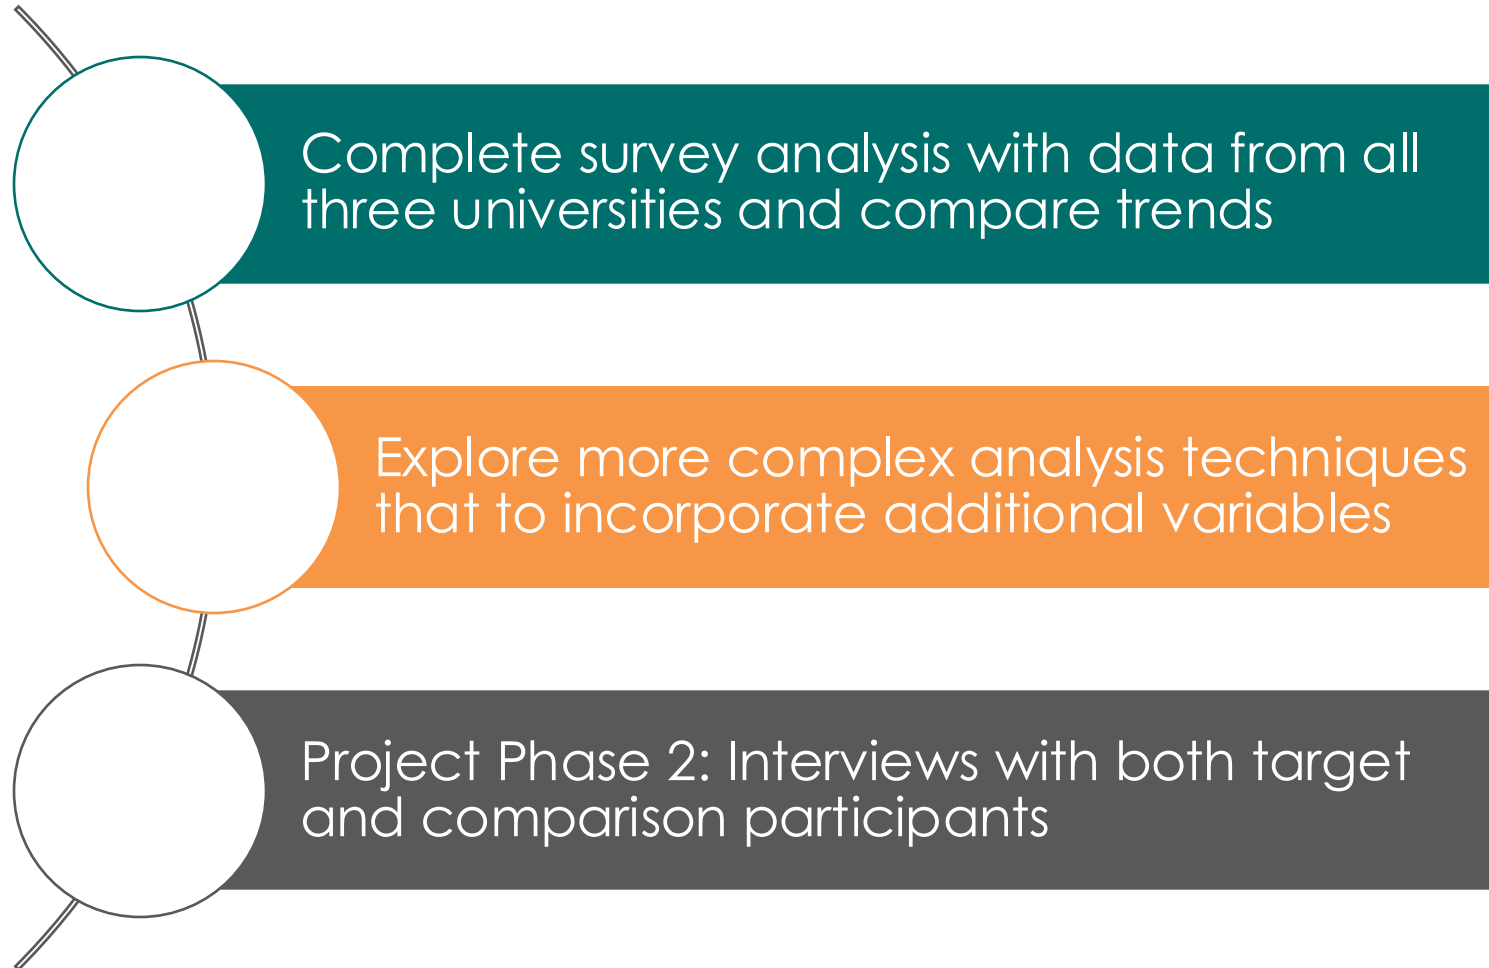 Complete survey analysis with data from all
three universities and compare trends
Explore more complex analysis techniques
that to incorporate additional variables
Project Phase 2: Interviews with both target
and comparison participants